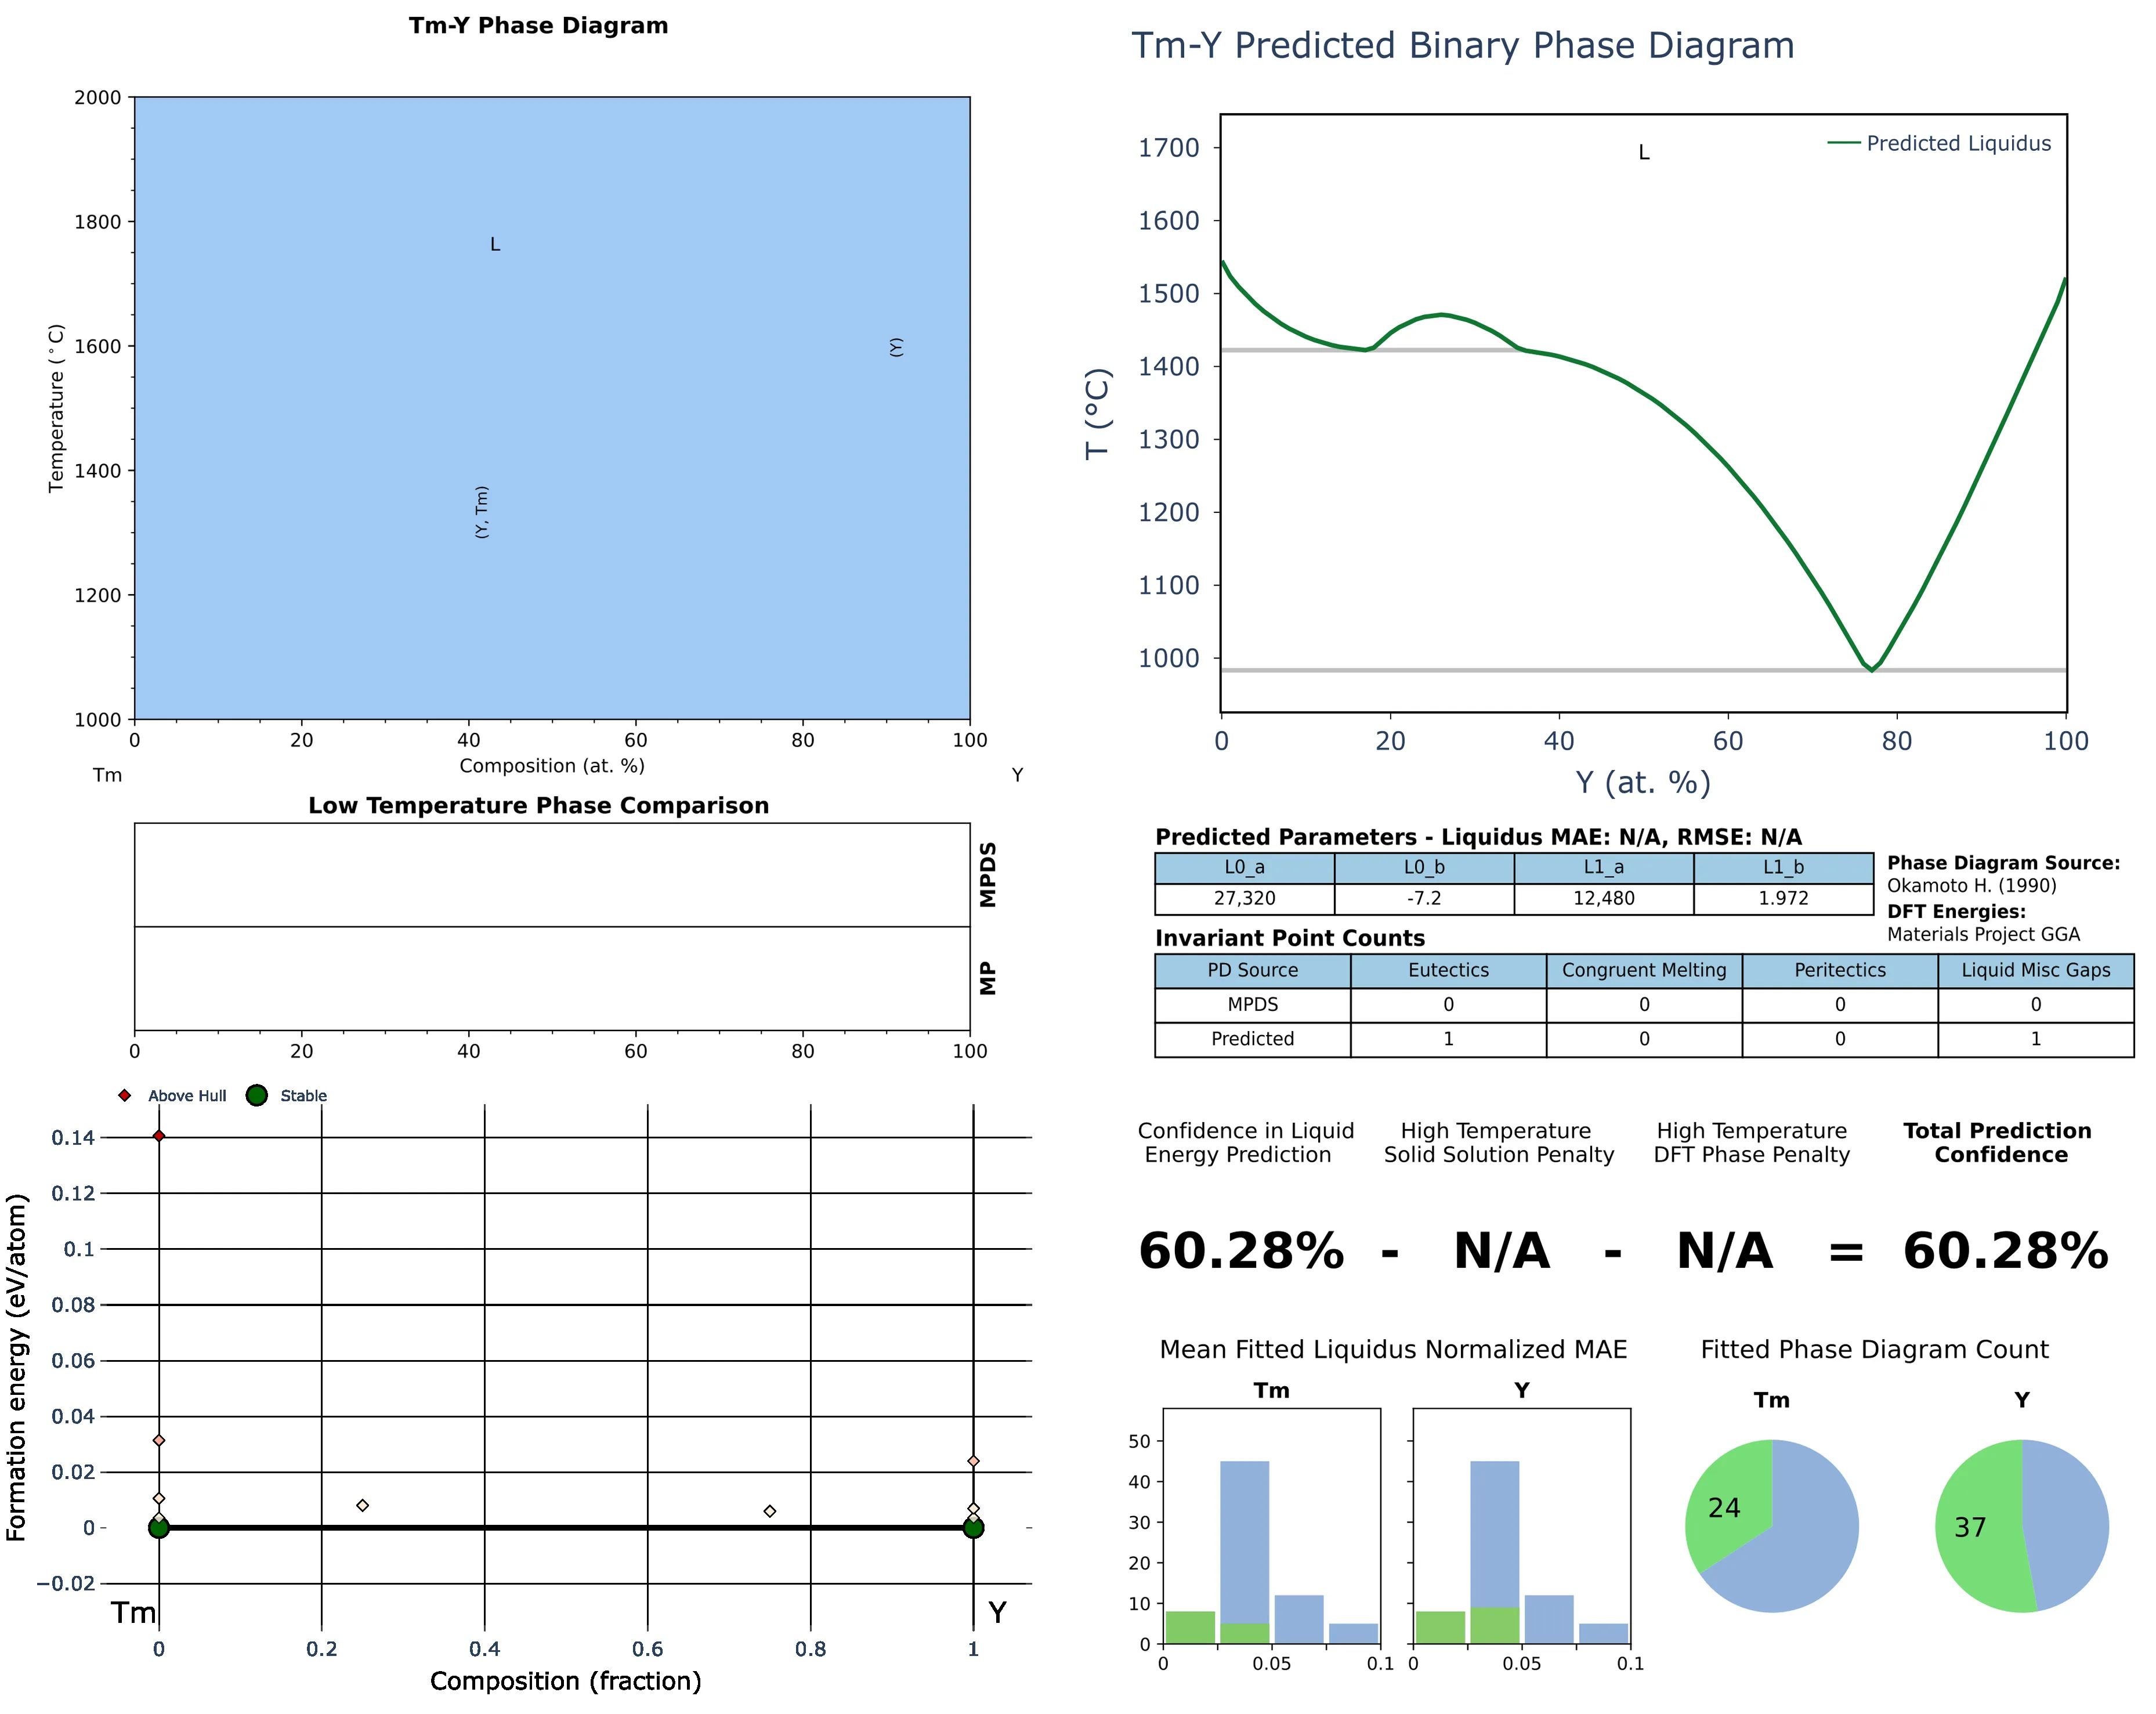 Tm-Y Phase Diagram
2000
1800
1600
1400
1200
1000
Temperature (°C)
L
(Y)
(Y, Tm)
0 20 40 60 80 100
Tm Composition (at. %) Y
Low Temperature Phase Comparison
MPDS
MP
0 20 40 60 80 100
Above Hull Stable
0.14
0.12
0.1
0.08
0.06
0.04
0.02
0
−0.02
Formation energy (eV/atom)
Tm Y
0 0.2 0.4 0.6 0.8 1
Composition (fraction)
Tm-Y Predicted Binary Phase Diagram
1700
1600
1500
1400
1300
1200
1100
1000
T (°C)
L
Predicted Liquidus
0 20 40 60 80 100
Y (at. %)
Predicted Parameters - Liquidus MAE: N/A, RMSE: N/A
L0_a L0_b L1_a L1_b
27,320 -7.2 12,480 1.972
Phase Diagram Source:
Okamoto H. (1990)
DFT Energies:
Materials Project GGA
Invariant Point Counts
PD Source Eutectics Congruent Melting Peritectics Liquid Misc Gaps
MPDS 0 0 0 0
Predicted 1 0 0 1
Confidence in Liquid
Energy Prediction
High Temperature
Solid Solution Penalty
High Temperature
DFT Phase Penalty
Total Prediction
Confidence
60.28% - N/A - N/A = 60.28%
Mean Fitted Liquidus Normalized MAE
Tm Y
50
40
30
20
10
0
0 0.05 0.1 0 0.05 0.1
Fitted Phase Diagram Count
Tm Y
24 37